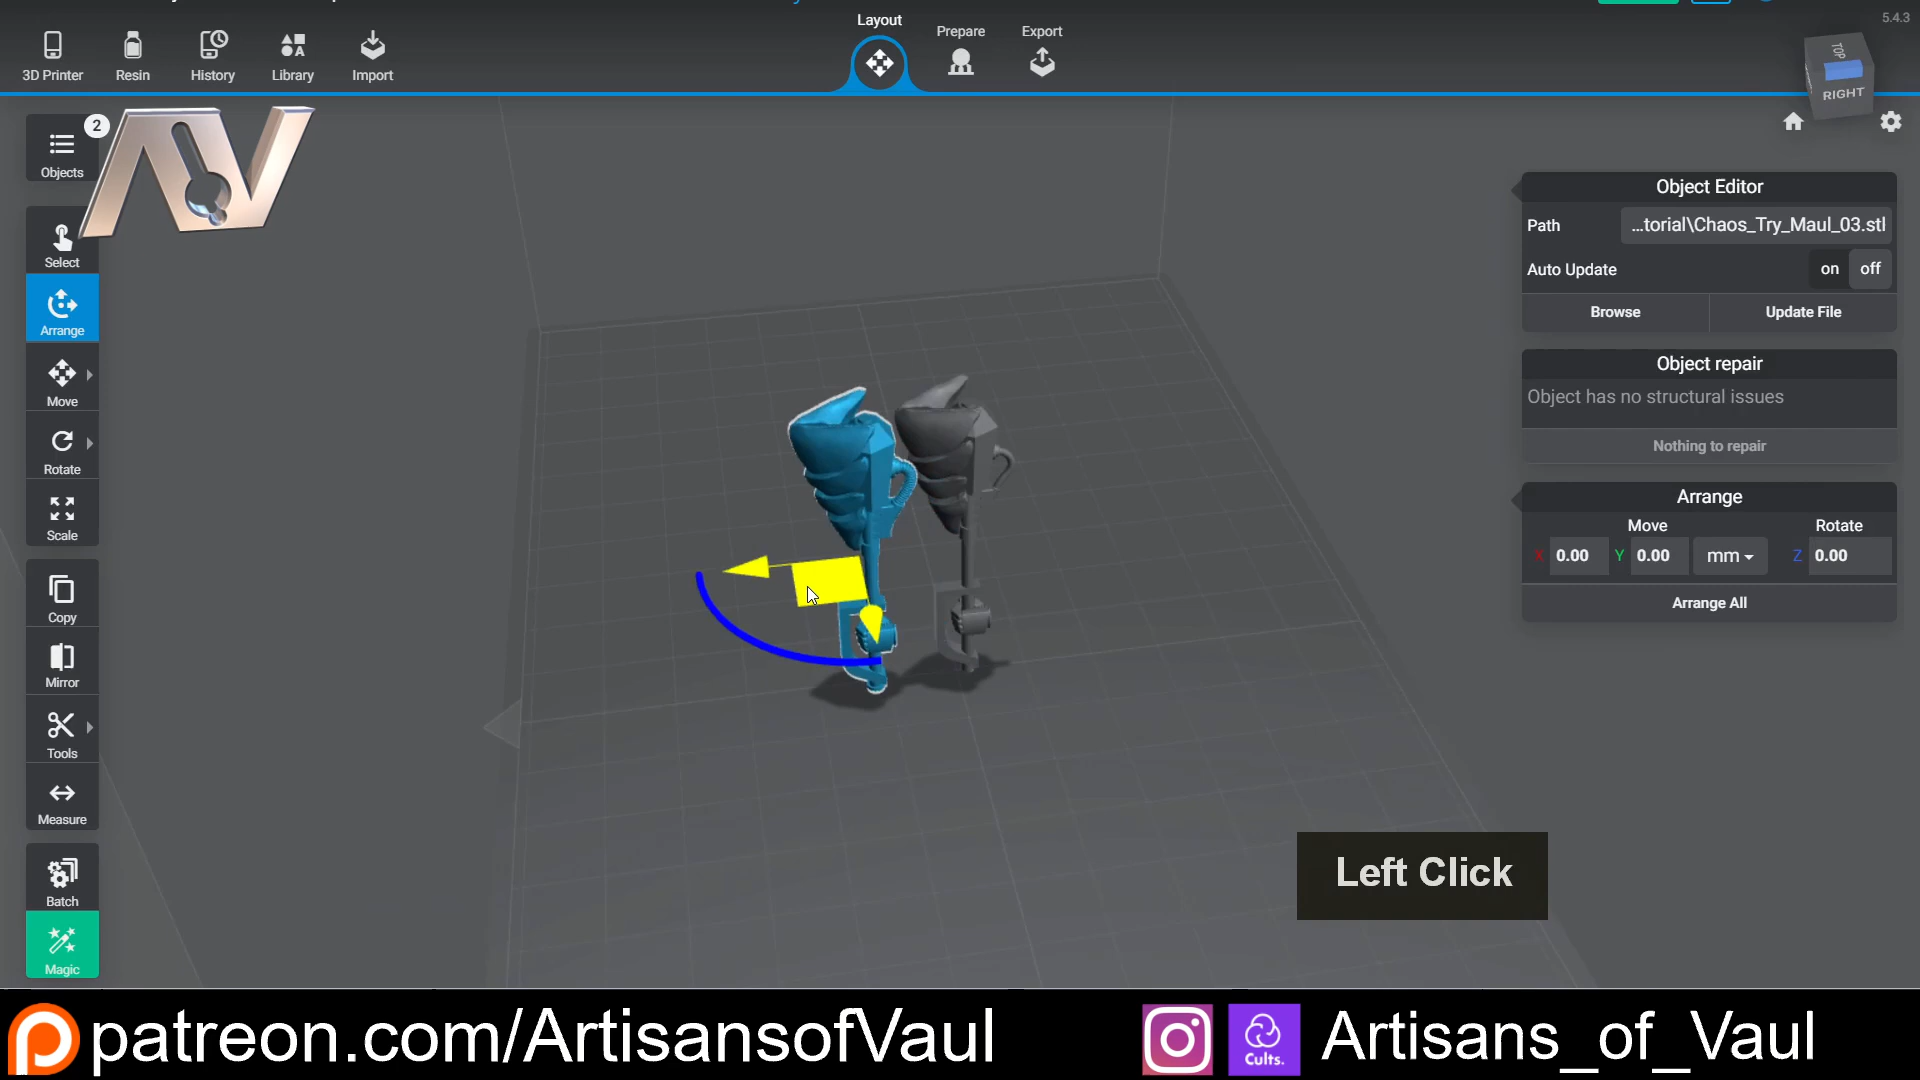 5.4.3
Layout
Prepare
Export
3D Printer
Resin
History
Library
Import
TOP
RIGHT
2
Objects
AV
Select
Arrange
Move
Rotate
Scale
Copy
Mirror
Tools
Measure
Batch
Magic
Object Editor
Path ...torial\Chaos_Try_Maul_03.stl
Auto Update on off
Browse Update File
Object repair
Object has no structural issues
Nothing to repair
Arrange
Move Rotate
X 0.00 Y 0.00 mm Z 0.00
Arrange All
Left Click
patreon.com/ArtisansofVaul
Cults.
Artisans_of_Vaul